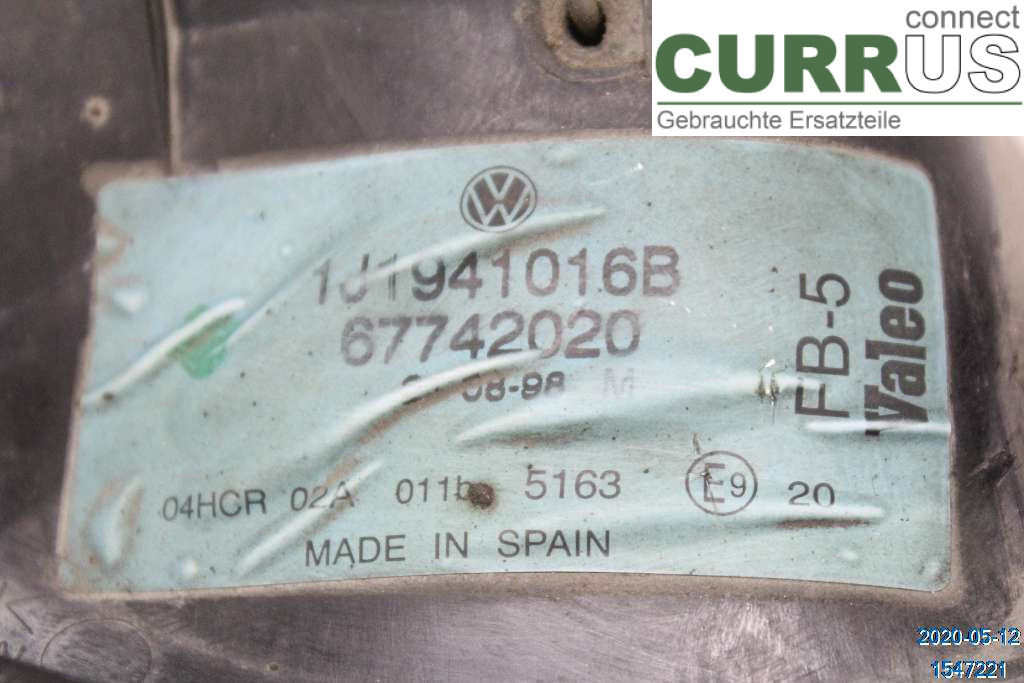 connect
CURRUS
Gebrauchte Ersatzteile
1J1941016B
67742020
08-98 M
FB-5
Valeo
04HCR 02A 011b 5163 E9 20
MADE IN SPAIN
2020-05-12
1547221